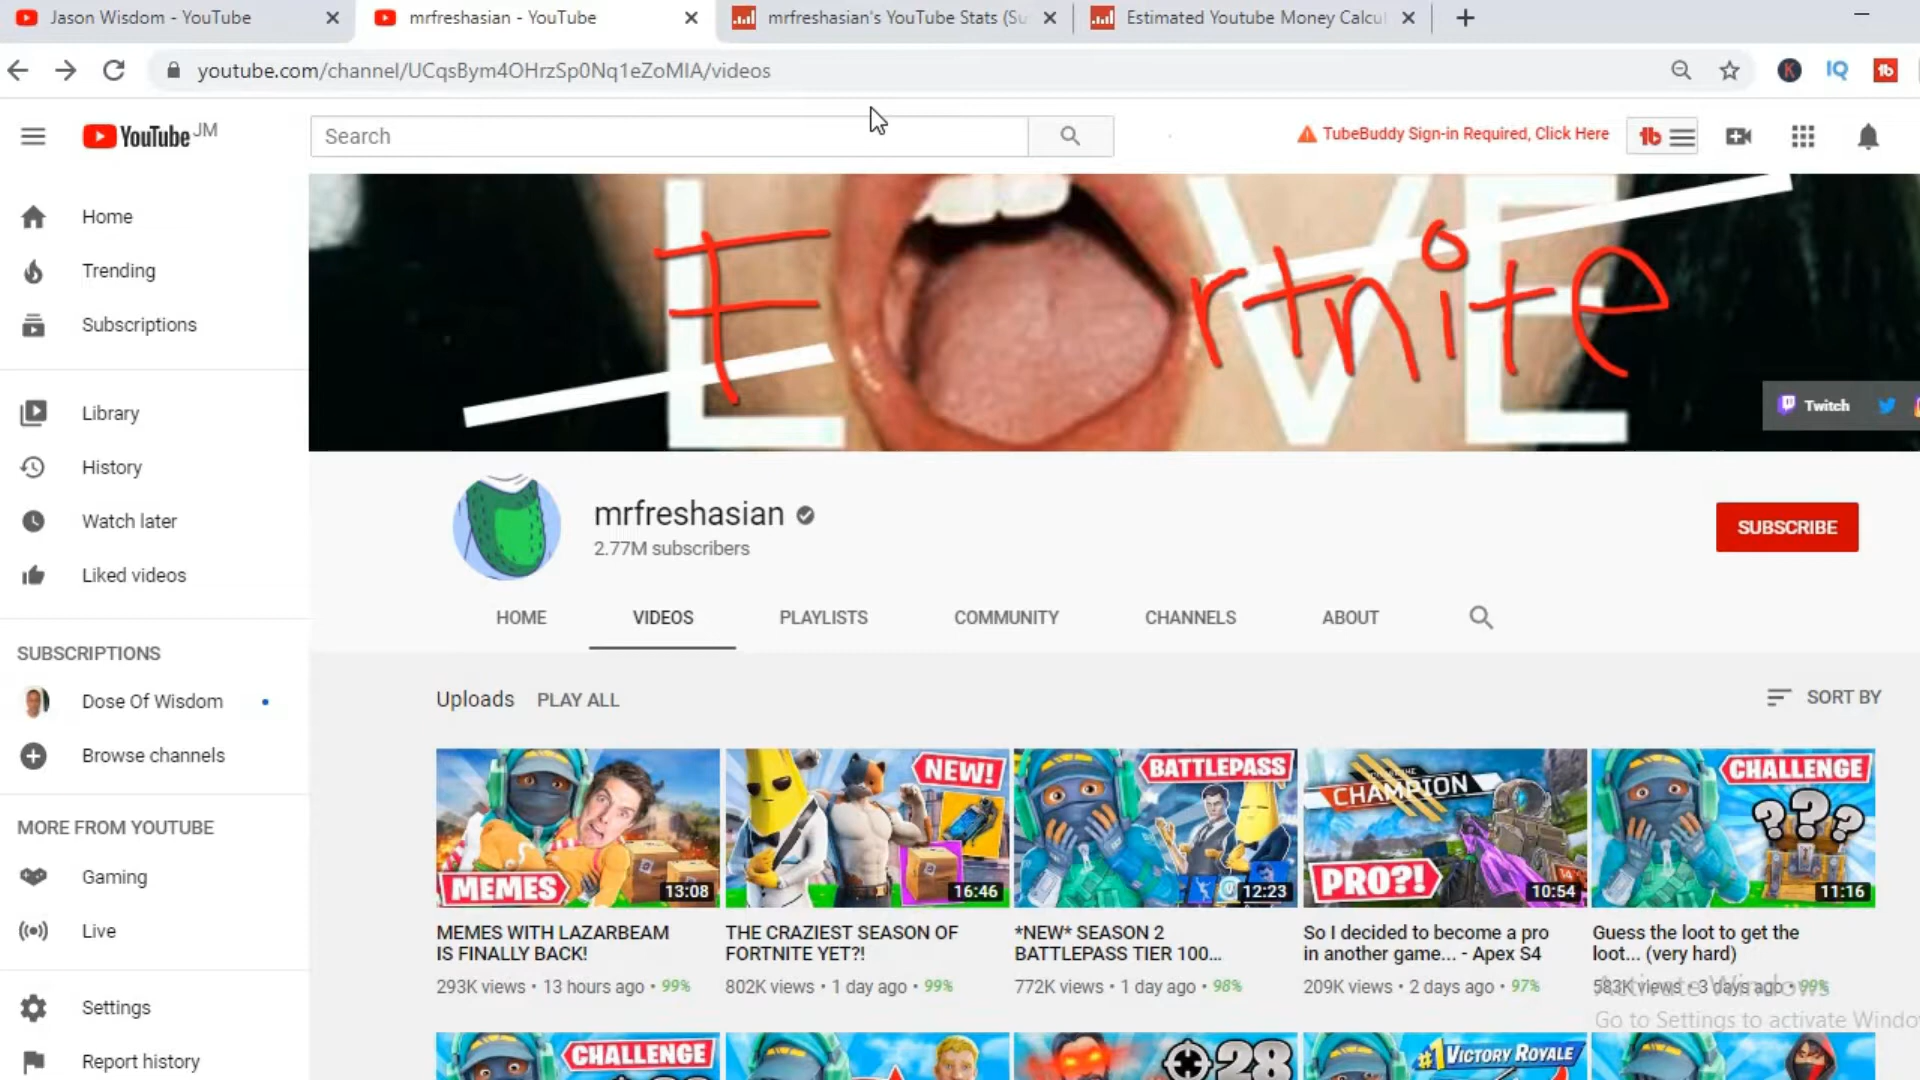 Jason Wisdom - YouTube
mrfreshasian - YouTube
mrfreshasian's YouTube Stats (Su
Estimated Youtube Money Calcul
youtube.com/channel/UCqsBym4OHrzSp0Nq1eZoMIA/videos
IQ
YouTube JM
Search
TubeBuddy Sign-in Required, Click Here
Home
Trending
Subscriptions
Library
History
Watch later
Liked videos
SUBSCRIPTIONS
Dose Of Wisdom
Browse channels
MORE FROM YOUTUBE
Gaming
Live
Settings
Report history
L VE
F rtnite
Twitch
mrfreshasian
2.77M subscribers
SUBSCRIBE
HOME
VIDEOS
PLAYLISTS
COMMUNITY
CHANNELS
ABOUT
Uploads
PLAY ALL
SORT BY
MEMES
13:08
MEMES WITH LAZARBEAM
IS FINALLY BACK!
293K views • 13 hours ago • 99%
NEW!
16:46
THE CRAZIEST SEASON OF
FORTNITE YET?!
802K views • 1 day ago • 99%
BATTLEPASS
12:23
*NEW* SEASON 2
BATTLEPASS TIER 100...
772K views • 1 day ago • 98%
CHAMPION
PRO?!
10:54
So I decided to become a pro
in another game... - Apex S4
209K views • 2 days ago • 97%
CHALLENGE
???
11:16
Guess the loot to get the
loot... (very hard)
583K views • 3 days ago • 99%
Activate Windows
Go to Settings to activate Windo
CHALLENGE
28
#1 VICTORY ROYALE